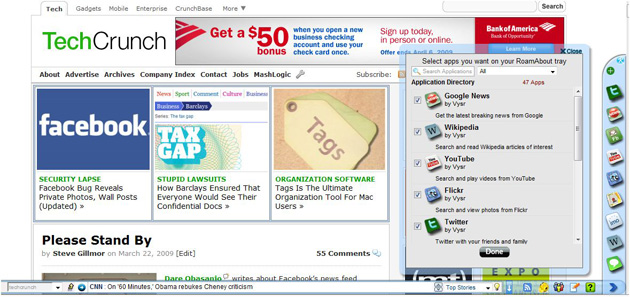 Tech
Gadgets Mobile Enterprise CrunchBase More ▼
Search
TechCrunch
Get a $50 bonus
when you open a new business checking account and use your check card once.
Sign up today, in person or online.
Offer ends April 6, 2009
Bank of America
Bank of Opportunity
Learn More
About Advertise Archives Company Index Contact Jobs MashLogic
Subscribe:
facebook.
News Sport Comment Culture Business
Business Barclays
Series: The tax gap
TAX GAP
Tags
SECURITY LAPSE
Facebook Bug Reveals Private Photos, Wall Posts (Updated) »
STUPID LAWSUITS
How Barclays Ensured That Everyone Would See Their Confidential Docs »
ORGANIZATION SOFTWARE
Tags Is The Ultimate Organization Tool For Mac Users »
Please Stand By
by Steve Gillmor on March 22, 2009 [Edit]
55 Comments
Dare Obasanjo writes about Facebook's news feed
Close
Select apps you want on your RoamAbout tray
Search Applications
All
Application Directory
47 Apps
Google News
by Vysr
Get the latest breaking news from Google
Wikipedia
by Vysr
Search and read Wikipedia articles of interest
YouTube
by Vysr
Search and play videos from YouTube
Flickr
by Vysr
Search and view photos from Flickr
Twitter
by Vysr
Twitter with your friends and family
Done
EXPO
techcrunch
CNN : On '60 Minutes,' Obama rebukes Cheney criticism
Top Stories